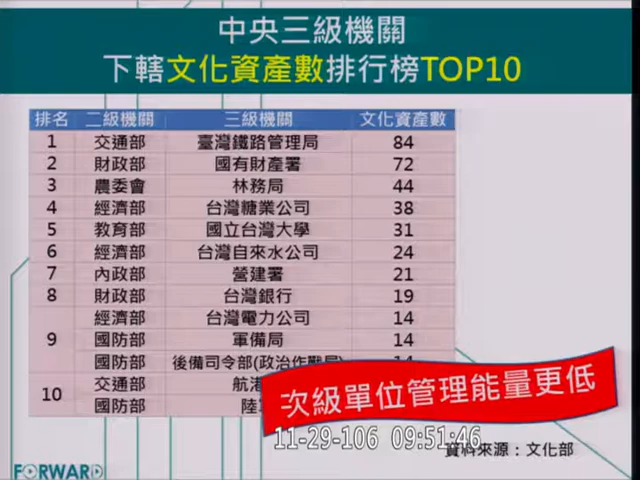 中央三級機關
下轄文化資產數排行榜TOP10
排名 二級機關 三級機關 文化資產數
1 交通部 臺灣鐵路管理局 84
2 財政部 國有財產署 72
3 農委會 林務局 44
4 經濟部 台灣糖業公司 38
5 教育部 國立台灣大學 31
6 經濟部 台灣自來水公司 24
7 內政部 營建署 21
8 財政部 台灣銀行 19
經濟部 台灣電力公司 14
9 國防部 軍備局 14
國防部 後備司令部(政治作戰局) 14
交通部 航港
10 國防部 陸
次級單位管理能量更低
11-29-106 09:51:46
資料來源：文化部
FORWARD